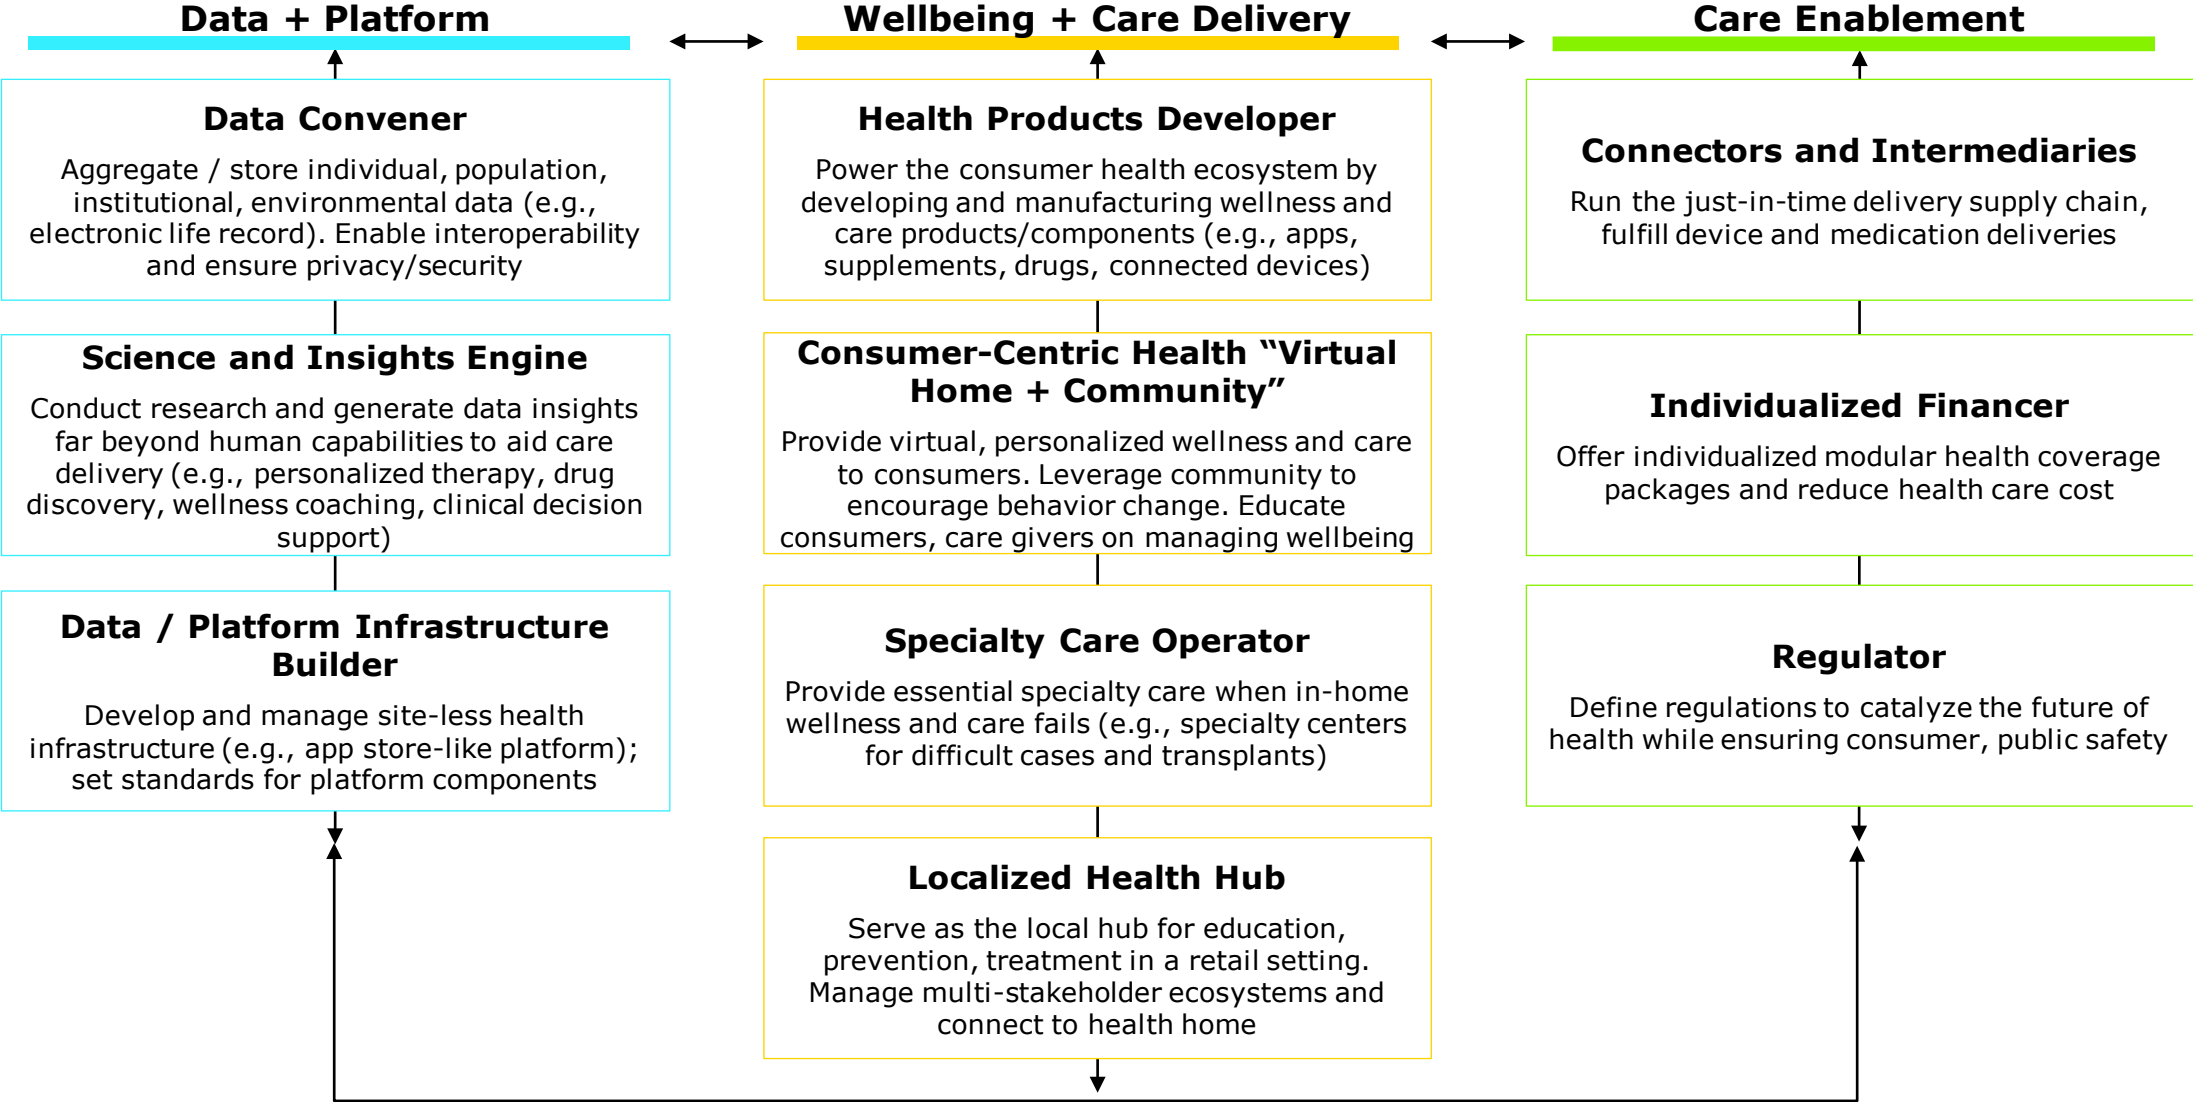 Data + Platform
Wellbeing + Care Delivery
Care Enablement
Data Convener
Aggregate / store individual, population,
institutional, environmental data (e.g.,
electronic life record). Enable interoperability
and ensure privacy/security
Science and Insights Engine
Conduct research and generate data insights
far beyond human capabilities to aid care
delivery (e.g., personalized therapy, drug
discovery, wellness coaching, clinical decision
support)
Data / Platform Infrastructure
Builder
Develop and manage site-less health
infrastructure (e.g., app store-like platform);
set standards for platform components
Health Products Developer
Power the consumer health ecosystem by
developing and manufacturing wellness and
care products/components (e.g., apps,
supplements, drugs, connected devices)
Consumer-Centric Health “Virtual
Home + Community”
Provide virtual, personalized wellness and care
to consumers. Leverage community to
encourage behavior change. Educate
consumers, care givers on managing wellbeing
Specialty Care Operator
Provide essential specialty care when in-home
wellness and care fails (e.g., specialty centers
for difficult cases and transplants)
Localized Health Hub
Serve as the local hub for education,
prevention, treatment in a retail setting.
Manage multi-stakeholder ecosystems and
connect to health home
Connectors and Intermediaries
Run the just-in-time delivery supply chain,
fulfill device and medication deliveries
Individualized Financer
Offer individualized modular health coverage
packages and reduce health care cost
Regulator
Define regulations to catalyze the future of
health while ensuring consumer, public safety